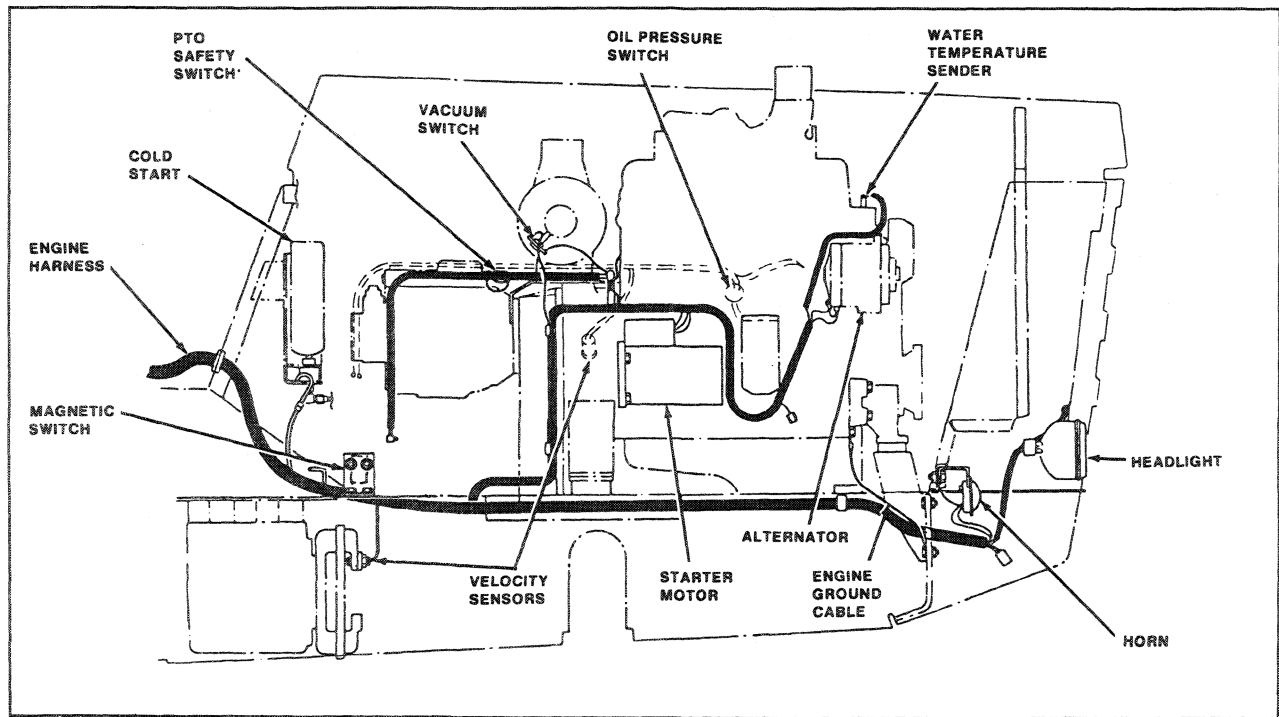 PTO
SAFETY
SWITCH'
OIL PRESSURE
SWITCH
WATER
TEMPERATURE
SENDER
VACUUM
SWITCH
COLD
START
ENGINE
HARNESS
MAGNETIC
SWITCH
HEADLIGHT
ALTERNATOR
VELOCITY
SENSORS
STARTER
MOTOR
ENGINE
GROUND
CABLE
HORN